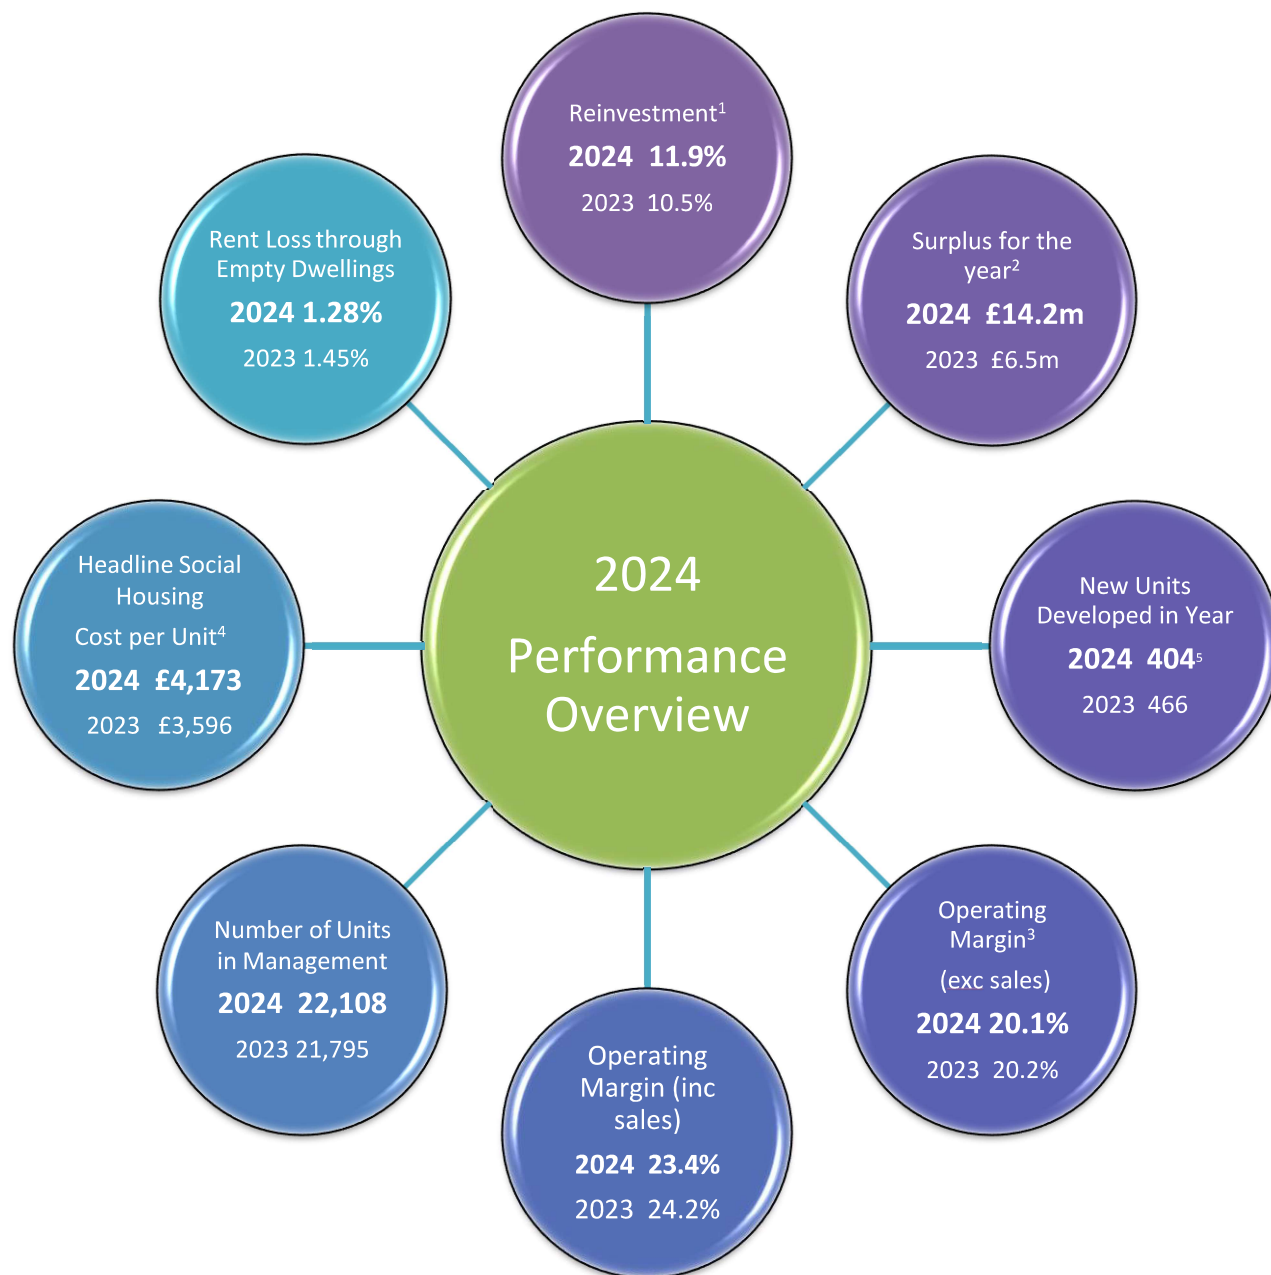 Reinvestment¹
2024 11.9%
2023 10.5%
Surplus for the
year²
2024 £14.2m
2023 £6.5m
New Units
Developed in Year
2024 404⁵
2023 466
Operating
Margin³
(exc sales)
2024 20.1%
2023 20.2%
Operating
Margin (inc
sales)
2024 23.4%
2023 24.2%
Number of Units
in Management
2024 22,108
2023 21,795
Headline Social
Housing
Cost per Unit⁴
2024 £4,173
2023 £3,596
Rent Loss through
Empty Dwellings
2024 1.28%
2023 1.45%
2024
Performance
Overview